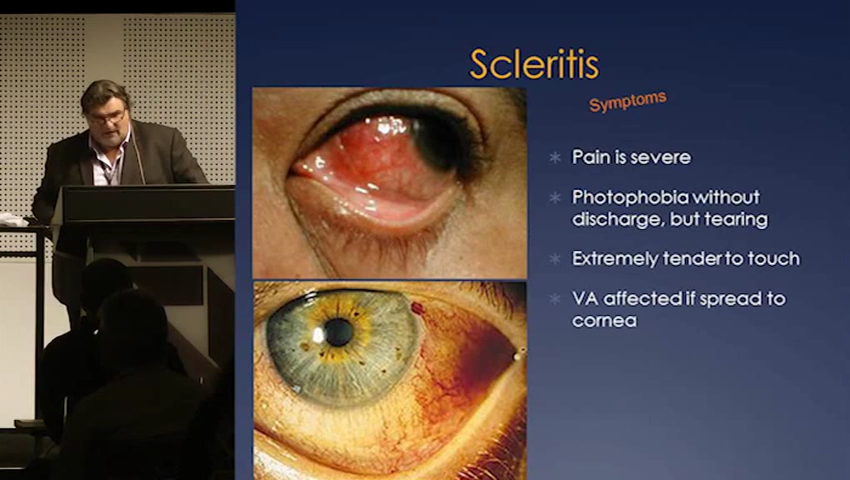 Scleritis
Symptoms
Pain is severe
Photophobia without
discharge, but tearing
Extremely tender to touch
VA affected if spread to
cornea